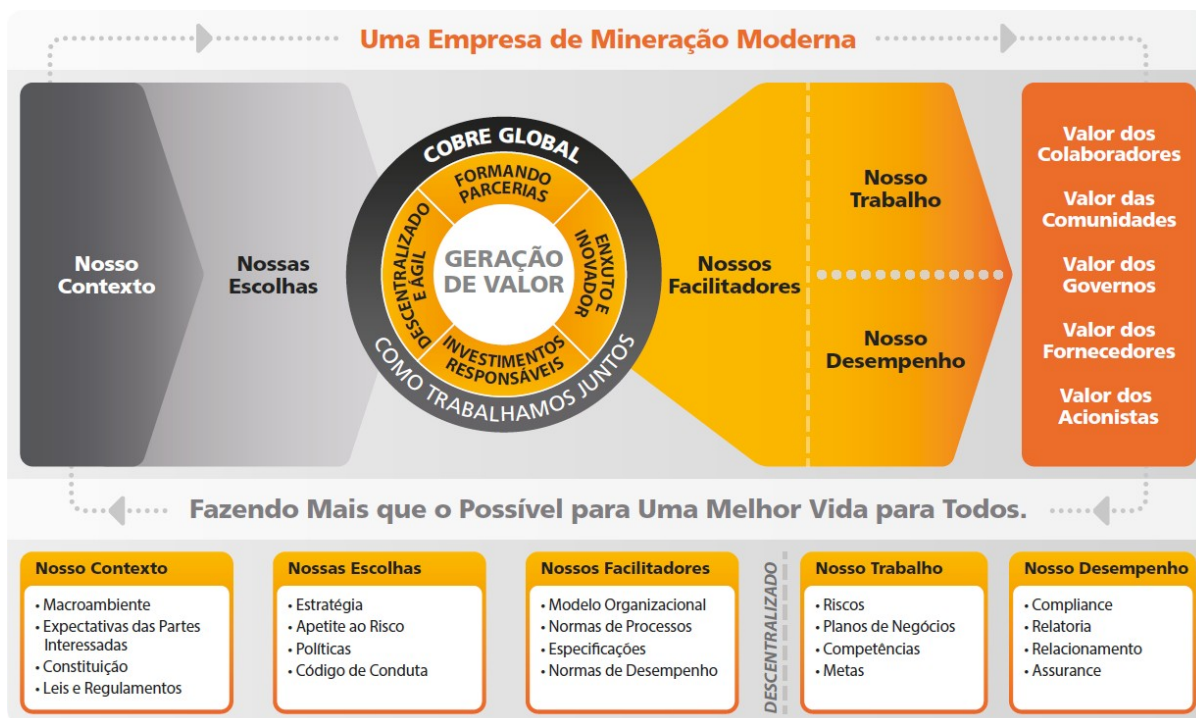 Uma Empresa de Mineração Moderna
Nosso
Contexto
Nossas
Escolhas
COBRE GLOBAL
FORMANDO
PARCERIAS
DESCENTRALIZADO
E ÁGIL
GERAÇÃO
DE VALOR
ENXUTO E
INOVADOR
INVESTIMENTOS
RESPONSÁVEIS
COMO TRABALHAMOS JUNTOS
Nossos
Facilitadores
Nosso
Trabalho
Nosso
Desempenho
Valor dos
Colaboradores
Valor das
Comunidades
Valor dos
Governos
Valor dos
Fornecedores
Valor dos
Acionistas
Fazendo Mais que o Possível para Uma Melhor Vida para Todos.
Nosso Contexto
• Macroambiente
• Expectativas das Partes
Interessadas
• Constituição
• Leis e Regulamentos
Nossas Escolhas
• Estratégia
• Apetite ao Risco
• Políticas
• Código de Conduta
Nossos Facilitadores
• Modelo Organizacional
• Normas de Processos
• Especificações
• Normas de Desempenho
DESCENTRALIZADO
Nosso Trabalho
• Riscos
• Planos de Negócios
• Competências
• Metas
Nosso Desempenho
• Compliance
• Relatoria
• Relacionamento
• Assurance